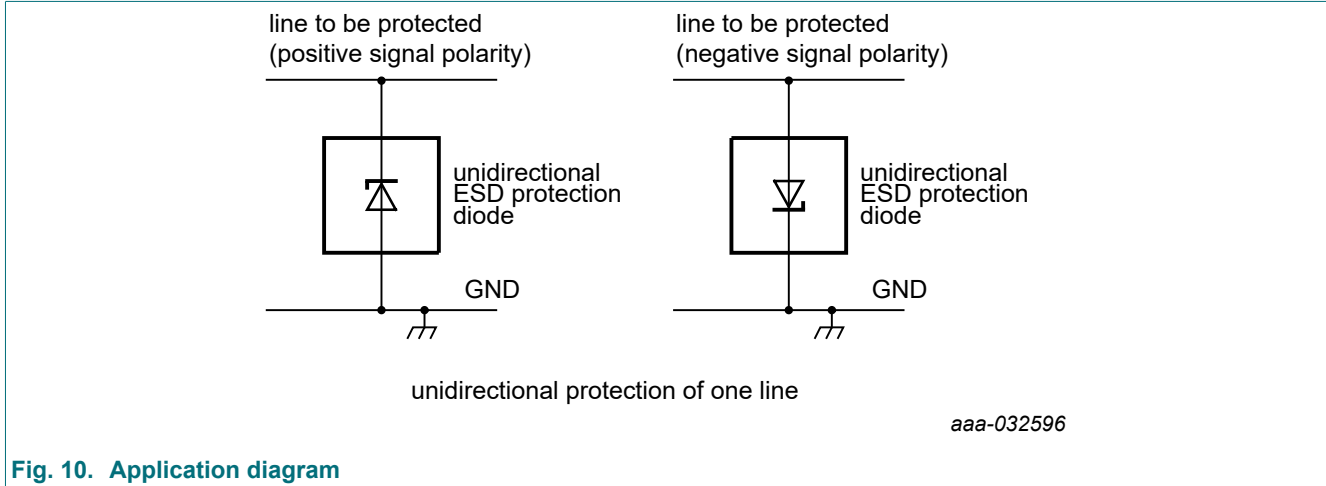 line to be protected
(positive signal polarity)
unidirectional
ESD protection
diode
GND
line to be protected
(negative signal polarity)
unidirectional
ESD protection
diode
GND
unidirectional protection of one line
aaa-032596
Fig. 10. Application diagram